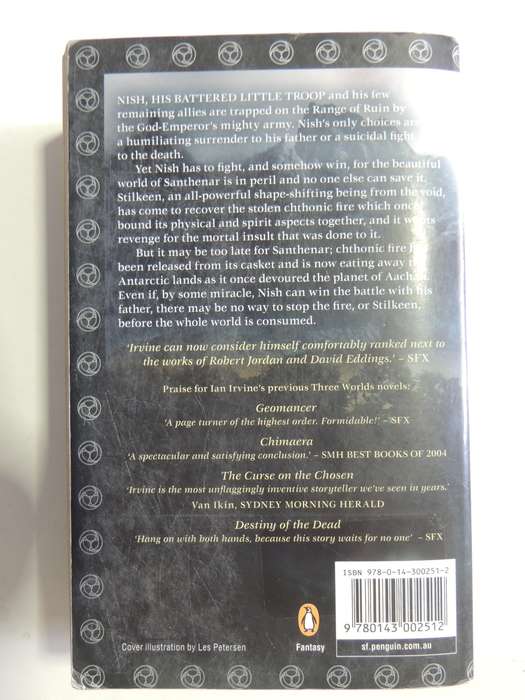 NISH, HIS BATTERED LITTLE TROOP and his few
remaining allies are trapped on the Range of Ruin by
the God-Emperor's mighty army. Nish's only choices are
a humiliating surrender to his father or a suicidal fight
to the death.
Yet Nish has to fight, and somehow win, for the beautiful
world of Santhenar is in peril and no one else can save it.
Stilkeen, an all-powerful shape-shifting being from the void,
has come to recover the stolen chthonic fire which once
bound its physical and spirit aspects together, and it wants
revenge for the mortal insult that was done to it.
But it may be too late for Santhenar; chthonic fire has
been released from its casket and is now eating away the
Antarctic lands as it once devoured the planet of Aachan.
Even if, by some miracle, Nish can win the battle with his
father, there may be no way to stop the fire, or Stilkeen,
before the whole world is consumed.
'Irvine can now consider himself comfortably ranked next to
the works of Robert Jordan and David Eddings.' – SFX
Praise for Ian Irvine's previous Three Worlds novels:
Geomancer
'A page turner of the highest order. Formidable!' – SFX
Chimaera
'A spectacular and satisfying conclusion.' – SMH BEST BOOKS OF 2004
The Curse on the Chosen
'Irvine is the most unflaggingly inventive storyteller we've seen in years.'
Van Ikin, SYDNEY MORNING HERALD
Destiny of the Dead
'Hang on with both hands, because this story waits for no one' – SFX
ISBN 978-0-14-300251-2
9 780143 002512
Cover illustration by Les Petersen
Fantasy
sf.penguin.com.au